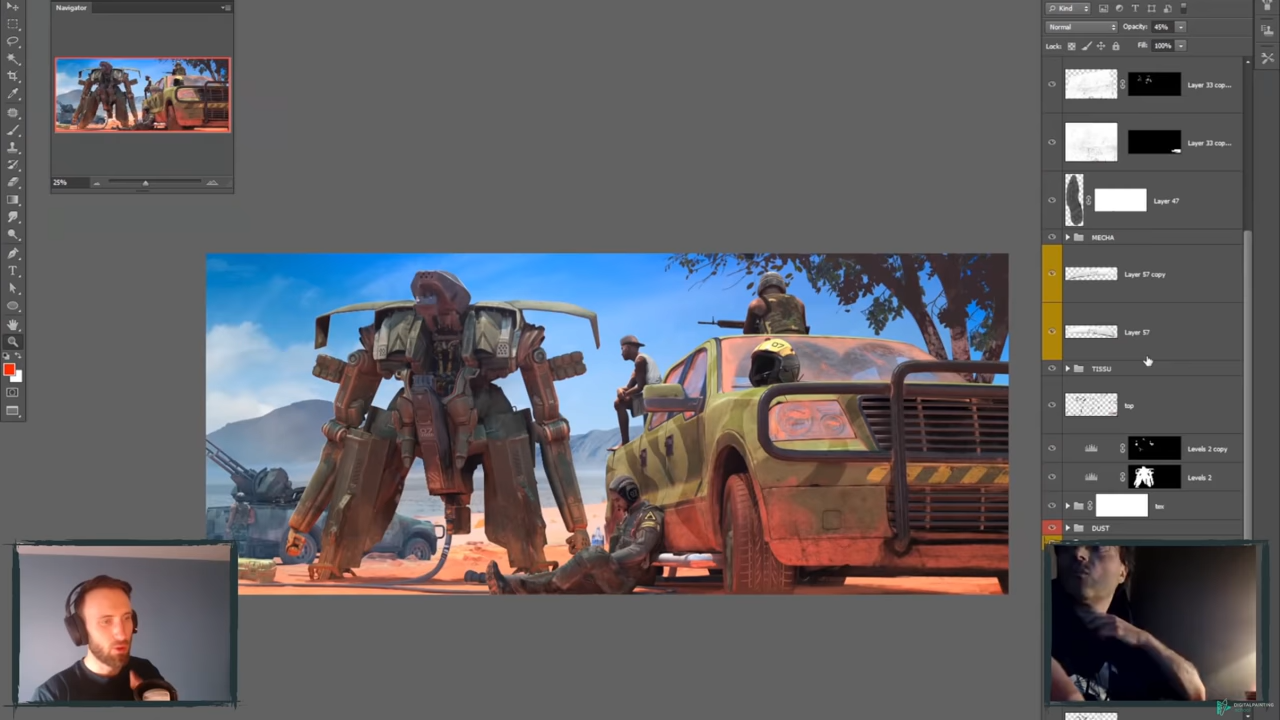 Navigator
25%
Kind
Normal
Opacity: 45%
Lock:
Fill: 100%
Layer 33 cop...
Layer 33 cop...
Layer 47
MECHA
Layer 57 copy
Layer 57
TISSU
top
Levels 2 copy
Levels 2
tex
DUST
07
DIGITALPAINTING